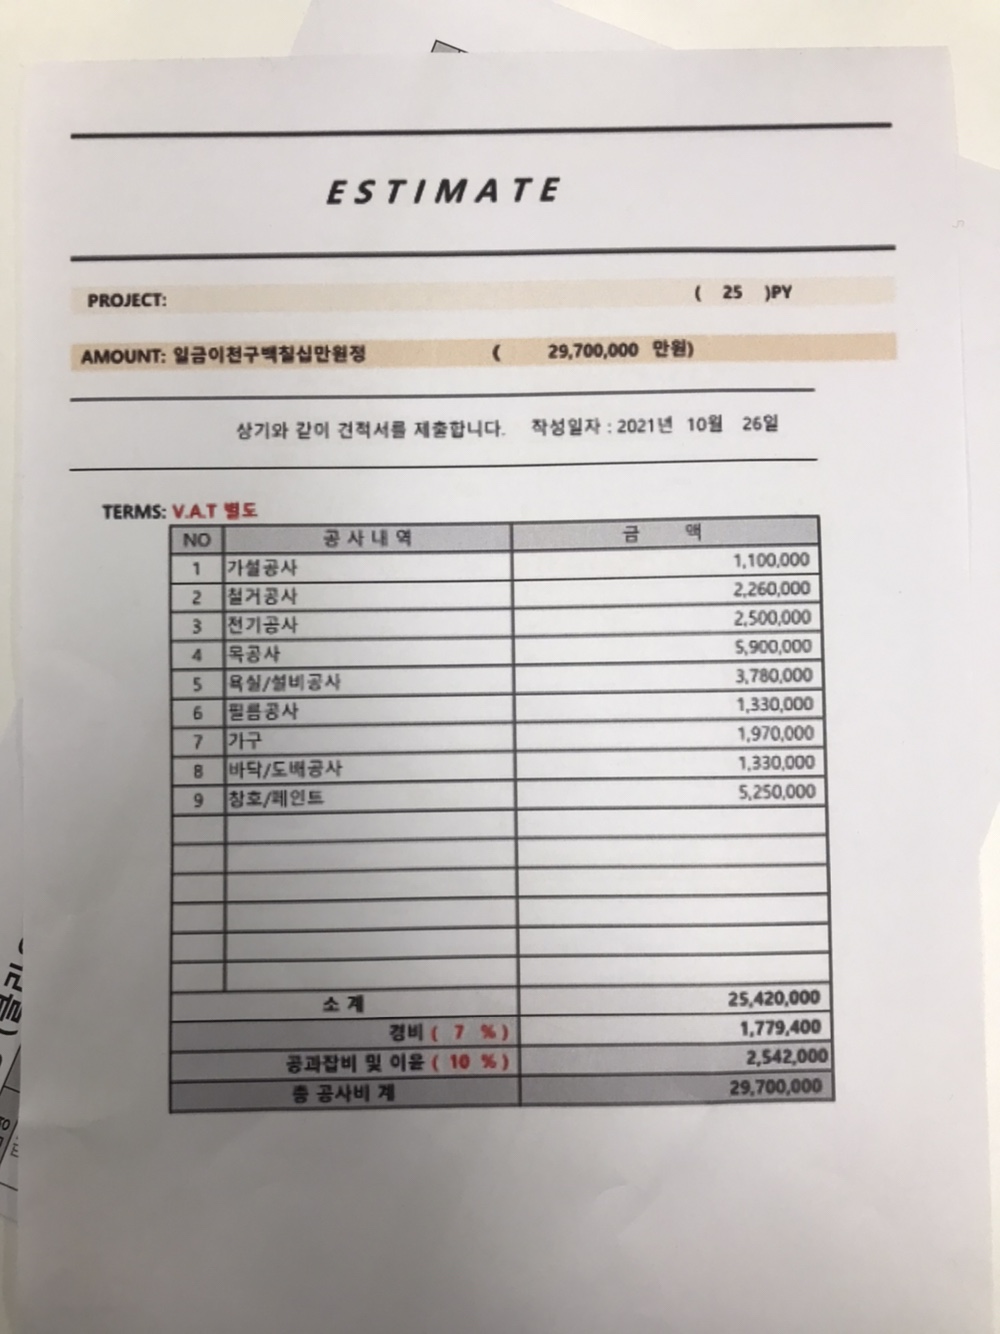 ESTIMATE
PROJECT: ( 25 )PY
AMOUNT: 일금이천구백칠십만원정 ( 29,700,000 만원)
상기와 같이 견적서를 제출합니다. 작성일자 : 2021년 10월 26일
TERMS: V.A.T 별도
NO 공사내역 금 액
1 가설공사 1,100,000
2 철거공사 2,260,000
3 전기공사 2,500,000
4 목공사 5,900,000
5 욕실/설비공사 3,780,000
6 필름공사 1,330,000
7 가구 1,970,000
8 바닥/도배공사 1,330,000
9 창호/페인트 5,250,000
소 계 25,420,000
경비 ( 7 % ) 1,779,400
공과잡비 및 이윤 ( 10 % ) 2,542,000
총 공사비 계 29,700,000